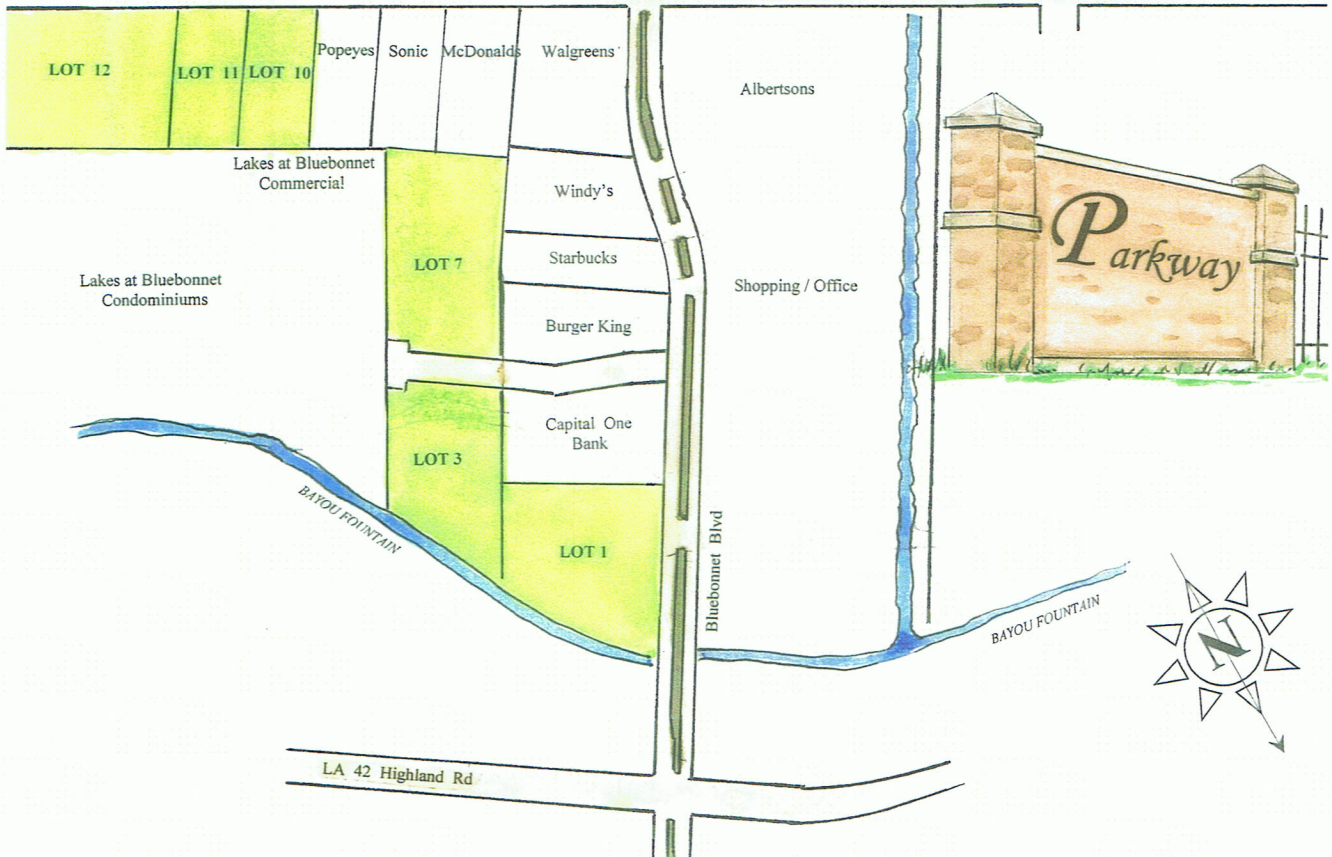 Popeyes
Sonic
McDonalds
Walgreens
LOT 12
LOT 11
LOT 10
Albertsons
Lakes at Bluebonnet
Commercial
Windy's
Starbucks
LOT 7
Lakes at Bluebonnet
Condominiums
Shopping / Office
Parkway
Burger King
Capital One
Bank
LOT 3
BAYOU FOUNTAIN
LOT 1
Bluebonnet Blvd
BAYOU FOUNTAIN
N
LA 42 Highland Rd